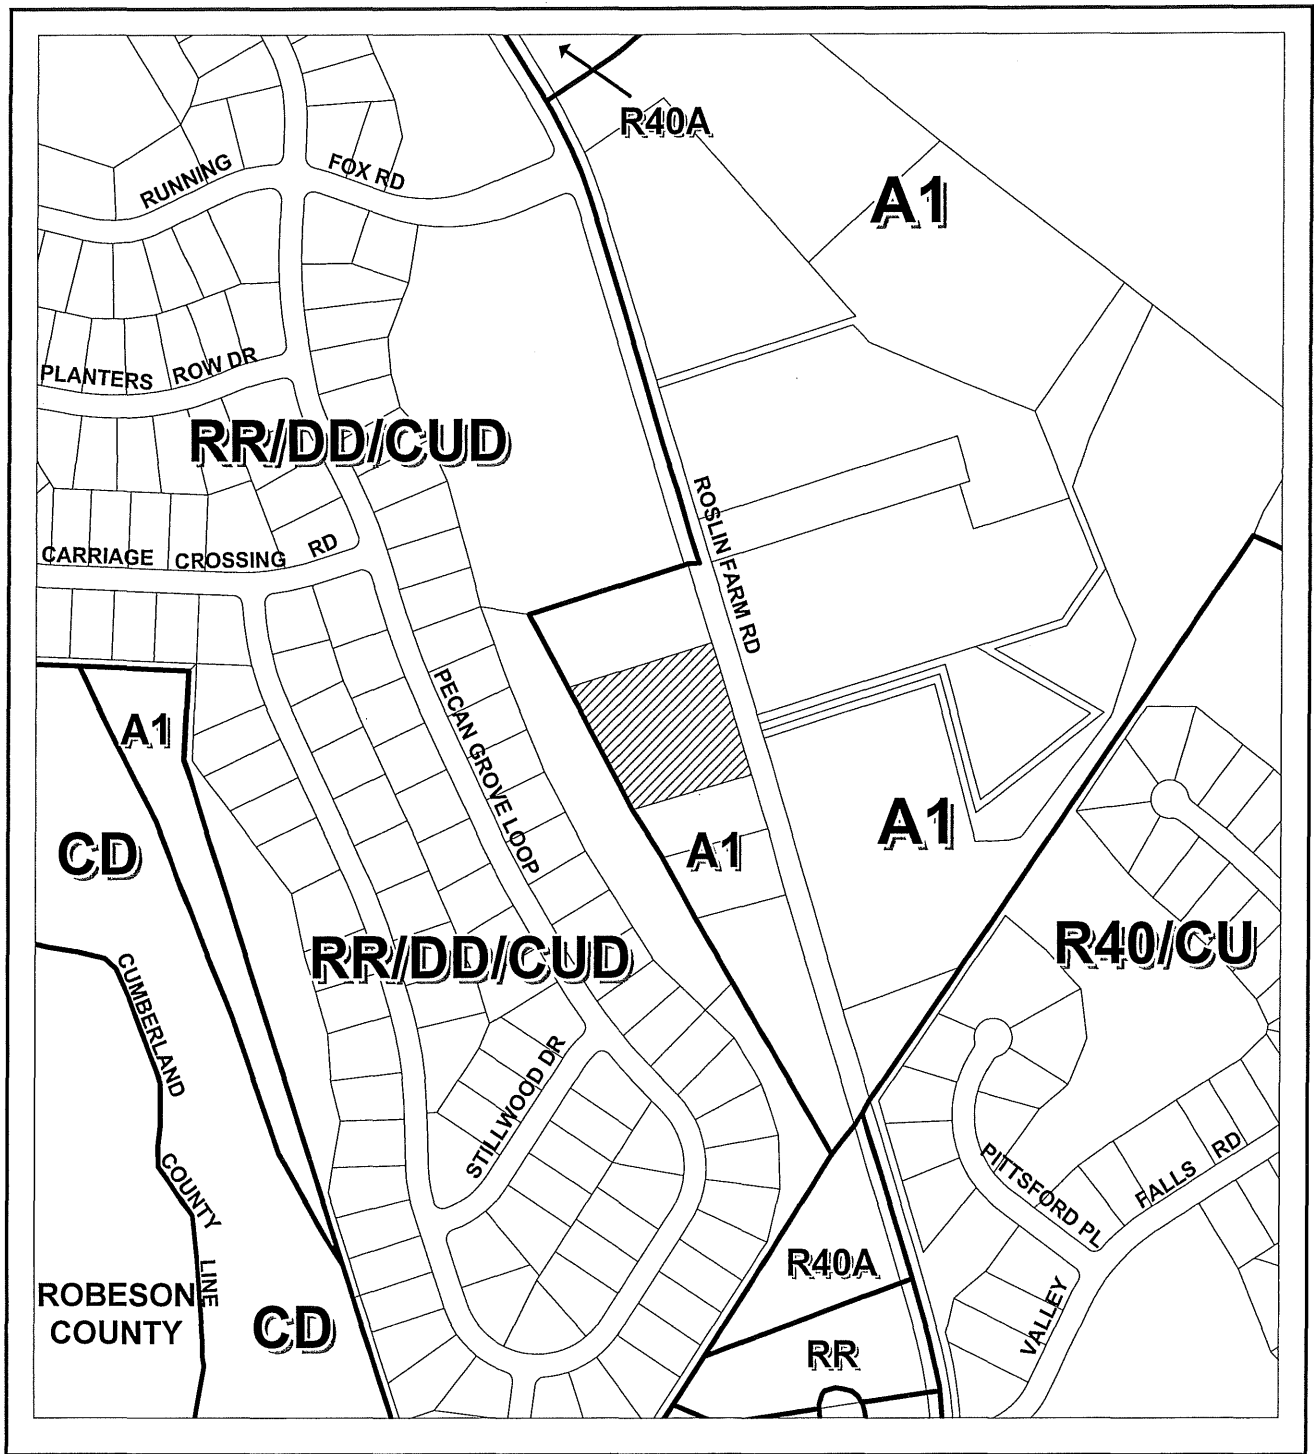 R40A
A1
RUNNING
FOX RD
PLANTERS ROW DR
RR/DD/CUD
ROSLIN FARM RD
CARRIAGE CROSSING RD
PECAN GROVE LOOP
A1
CD
A1
A1
RR/DD/CUD
R40/CU
CUMBERLAND
COUNTY
LINE
STILLWOOD DR
PITTSFORD PL
FALLS RD
VALLEY
R40A
ROBESON
COUNTY
CD
RR